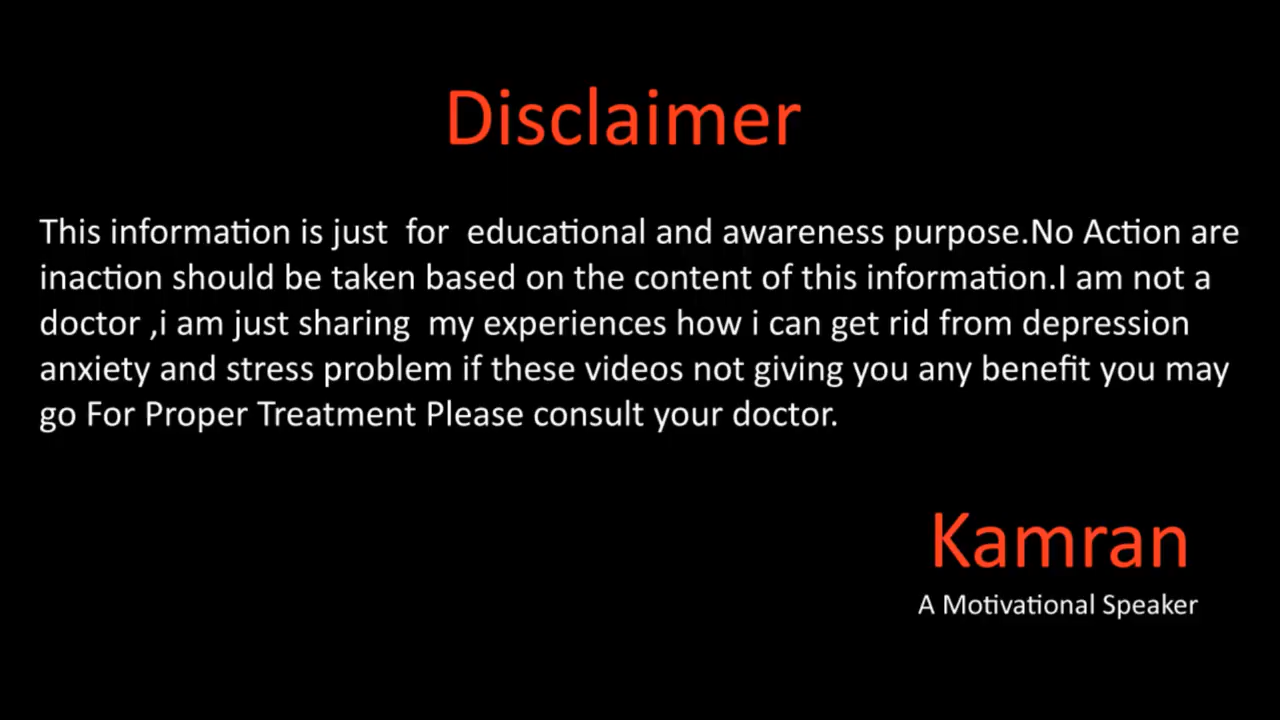 Disclaimer
This information is just  for  educational and awareness purpose.No Action are
inaction should be taken based on the content of this information.I am not a
doctor ,i am just sharing  my experiences how i can get rid from depression
anxiety and stress problem if these videos not giving you any benefit you may
go For Proper Treatment Please consult your doctor.
Kamran
A Motivational Speaker